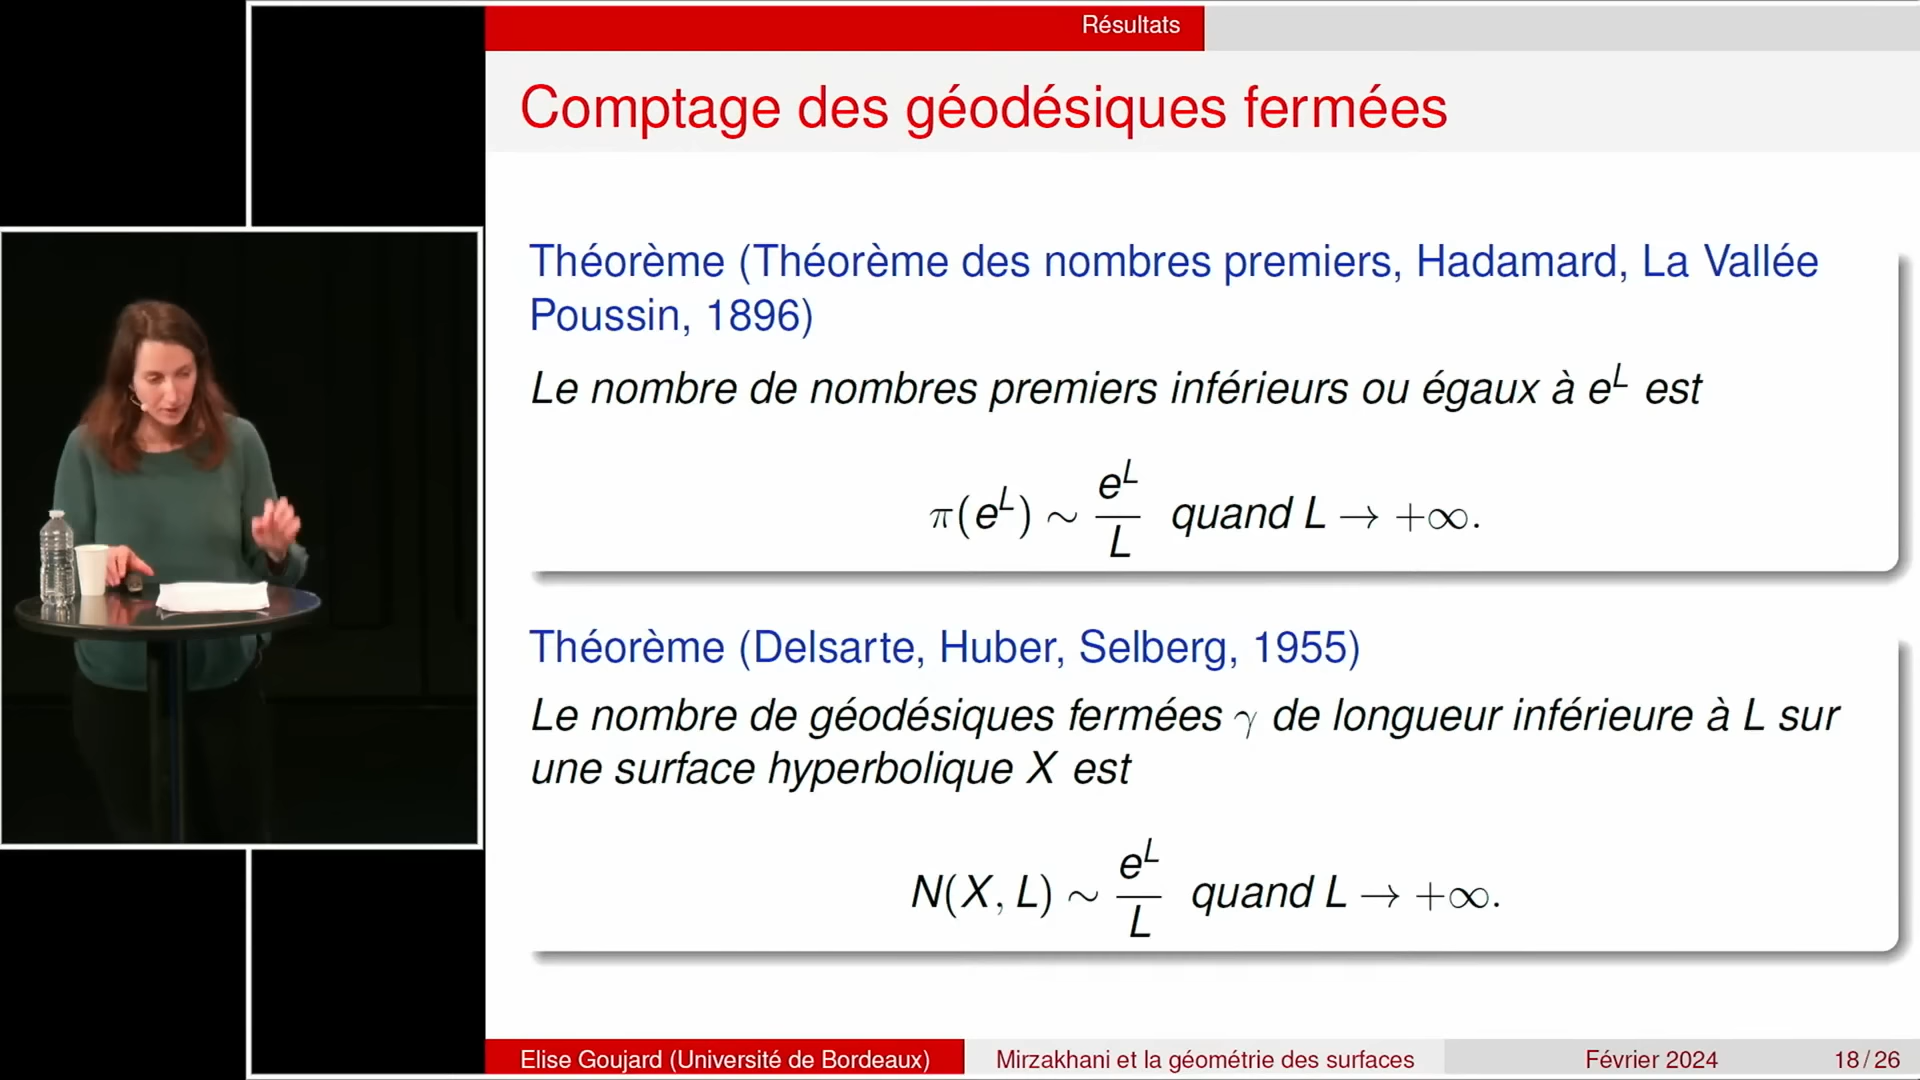 Résultats
Comptage des géodésiques fermées
Théorème (Théorème des nombres premiers, Hadamard, La Vallée
Poussin, 1896)
Le nombre de nombres premiers inférieurs ou égaux à e^L est
π(e^L) ∼ e^L / L quand L → +∞.
Théorème (Delsarte, Huber, Selberg, 1955)
Le nombre de géodésiques fermées γ de longueur inférieure à L sur
une surface hyperbolique X est
N(X, L) ∼ e^L / L quand L → +∞.
Elise Goujard (Université de Bordeaux) Mirzakhani et la géométrie des surfaces Février 2024 18 / 26